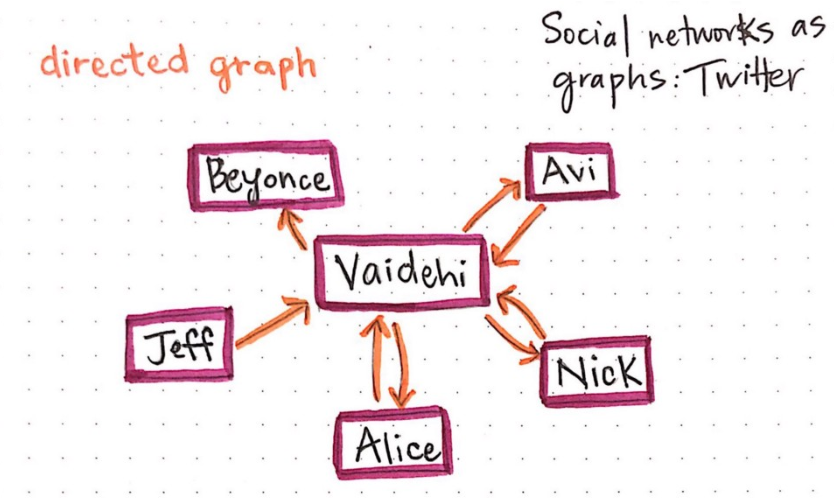 directed graph
Social networks as
graphs: Twitter
Beyonce
Avi
Vaidehi
Jeff
Nick
Alice